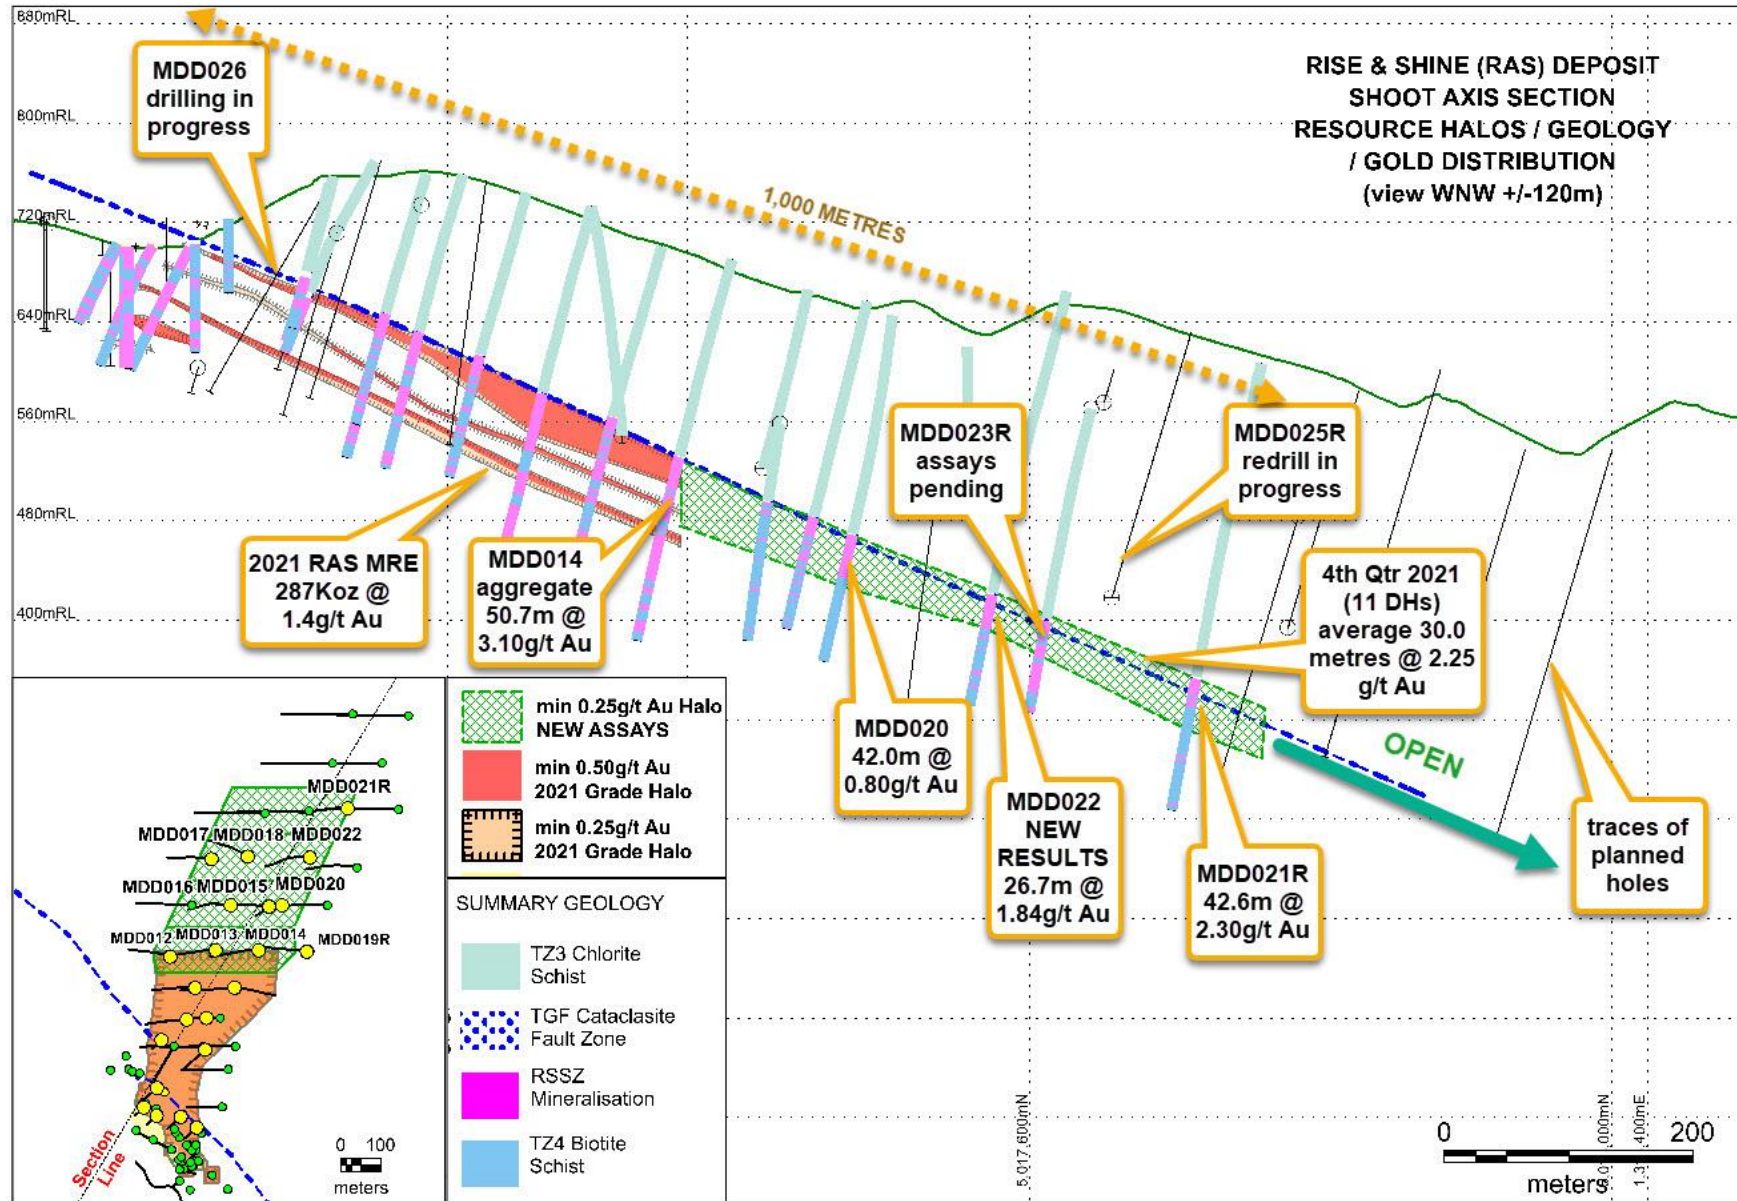 880mRL
800mRL
720mRL
640mRL
560mRL
480mRL
400mRL
RISE & SHINE (RAS) DEPOSIT
SHOOT AXIS SECTION
RESOURCE HALOS / GEOLOGY
/ GOLD DISTRIBUTION
(view WNW +/-120m)
1,000 METRES
MDD026
drilling in
progress
2021 RAS MRE
287Koz @
1.4g/t Au
MDD014
aggregate
50.7m @
3.10g/t Au
MDD023R
assays
pending
MDD025R
redrill in
progress
4th Qtr 2021
(11 DHs)
average 30.0
metres @ 2.25
g/t Au
MDD020
42.0m @
0.80g/t Au
MDD022
NEW
RESULTS
26.7m @
1.84g/t Au
MDD021R
42.6m @
2.30g/t Au
OPEN
traces of
planned
holes
MDD021R
MDD017
MDD018
MDD022
MDD016
MDD015
MDD020
MDD012
MDD013
MDD014
MDD019R
Section
Line
0 100
meters
min 0.25g/t Au Halo
NEW ASSAYS
min 0.50g/t Au
2021 Grade Halo
min 0.25g/t Au
2021 Grade Halo
SUMMARY GEOLOGY
TZ3 Chlorite
Schist
TGF Cataclasite
Fault Zone
RSSZ
Mineralisation
TZ4 Biotite
Schist
5,017,600mN
0 200
meters